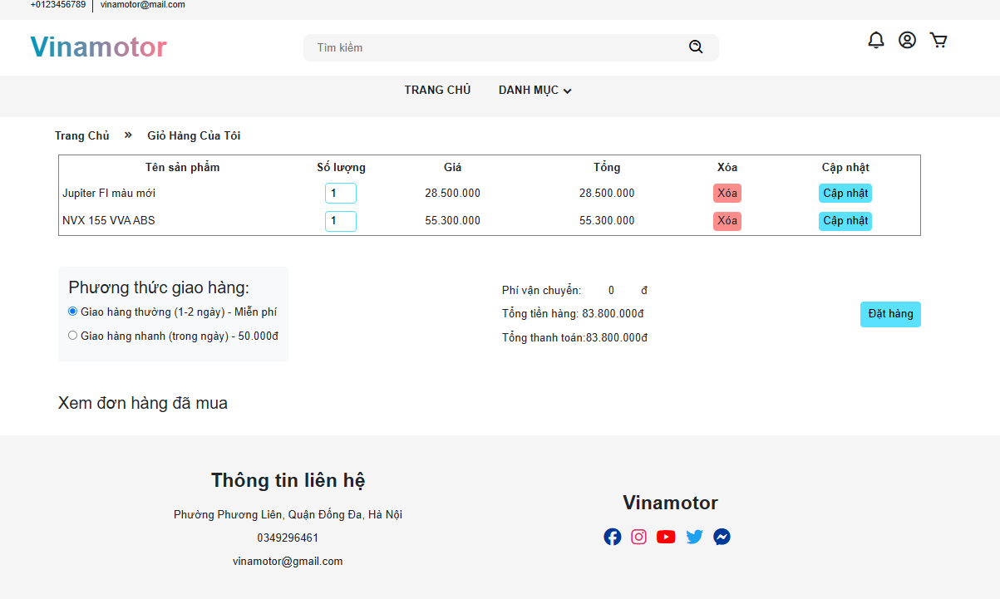 +0123456789 vinamotor@mail.com
Vinamotor
Tìm kiếm
TRANG CHỦ DANH MỤC
Trang Chủ » Giỏ Hàng Của Tôi
Tên sản phẩm Số lượng Giá Tổng Xóa Cập nhật
Jupiter FI màu mới 1 28.500.000 28.500.000 Xóa Cập nhật
NVX 155 VVA ABS 1 55.300.000 55.300.000 Xóa Cập nhật
Phương thức giao hàng:
Giao hàng thường (1-2 ngày) - Miễn phí
Giao hàng nhanh (trong ngày) - 50.000đ
Phí vận chuyển: 0 đ
Tổng tiền hàng: 83.800.000đ
Tổng thanh toán:83.800.000đ
Đặt hàng
Xem đơn hàng đã mua
Thông tin liên hệ
Phường Phương Liên, Quận Đống Đa, Hà Nội
0349296461
vinamotor@gmail.com
Vinamotor